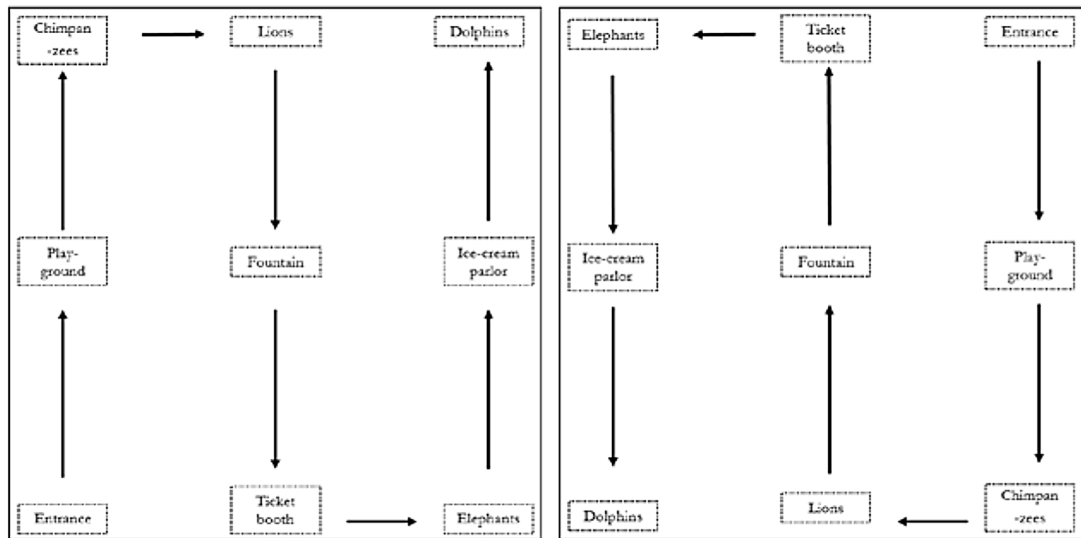 Chimpan
-zees
Lions
Dolphins
Play-
ground
Fountain
Ice-cream
parlor
Entrance
Ticket
booth
Elephants
Elephants
Ticket
booth
Entrance
Ice-cream
parlor
Fountain
Play-
ground
Dolphins
Lions
Chimpan
-zees